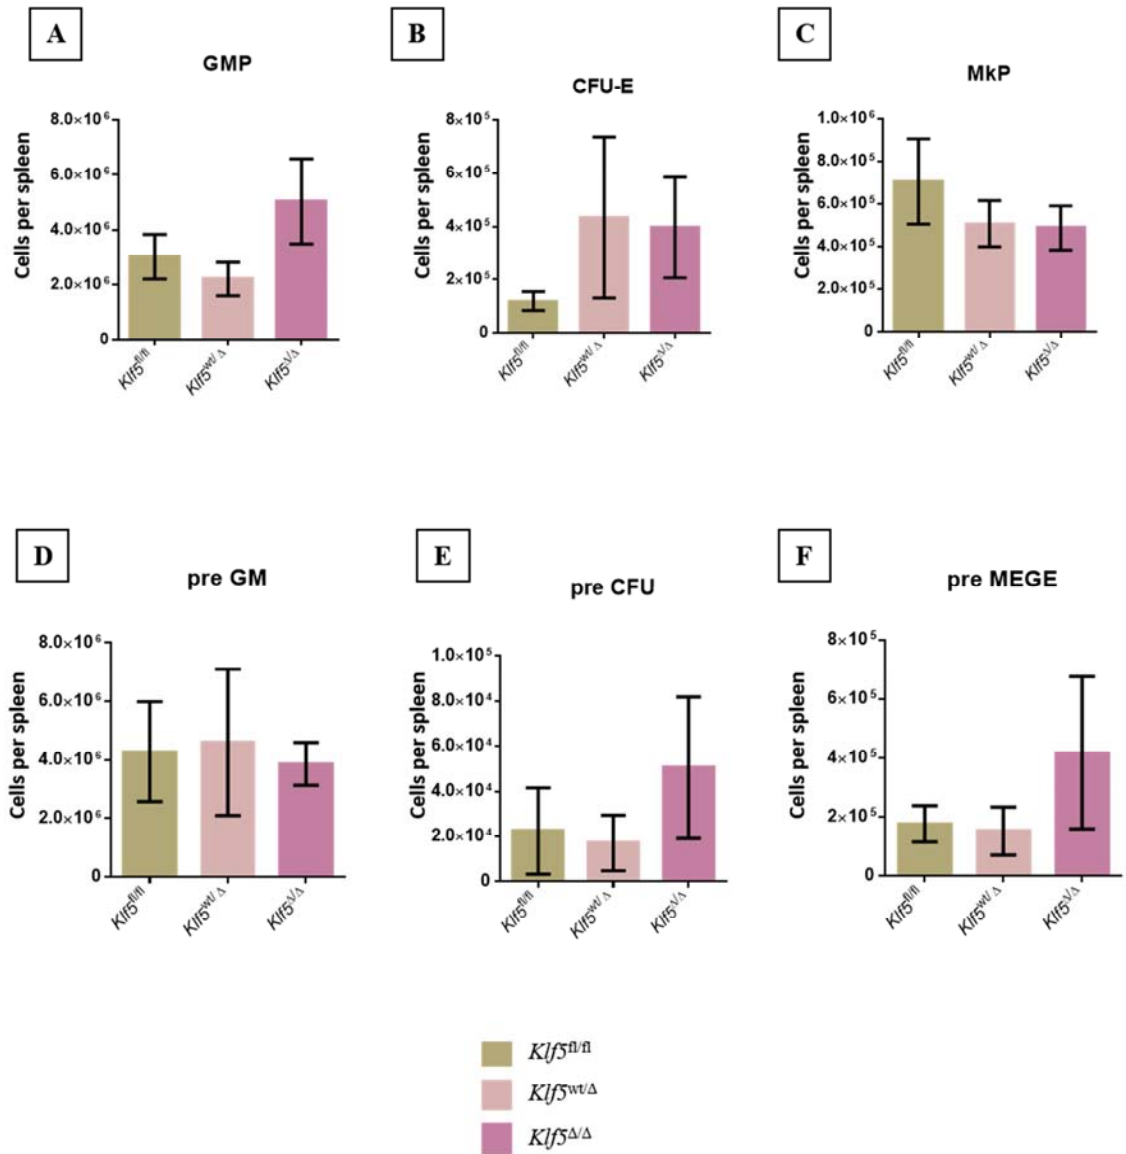 A
GMP
Cells per spleen
8.0×10⁶
6.0×10⁶
4.0×10⁶
2.0×10⁶
0
Klf5fl/fl
Klf5wt/Δ
Klf5Δ/Δ
B
CFU-E
Cells per spleen
8×10⁵
6×10⁵
4×10⁵
2×10⁵
0
Klf5fl/fl
Klf5wt/Δ
Klf5Δ/Δ
C
MkP
Cells per spleen
1.0×10⁶
8.0×10⁵
6.0×10⁵
4.0×10⁵
2.0×10⁵
0
Klf5fl/fl
Klf5wt/Δ
Klf5Δ/Δ
D
pre GM
Cells per spleen
8.0×10⁶
6.0×10⁶
4.0×10⁶
2.0×10⁶
0
Klf5fl/fl
Klf5wt/Δ
Klf5Δ/Δ
E
pre CFU
Cells per spleen
1.0×10⁵
8.0×10⁴
6.0×10⁴
4.0×10⁴
2.0×10⁴
0
Klf5fl/fl
Klf5wt/Δ
Klf5Δ/Δ
F
pre MEGE
Cells per spleen
8×10⁵
6×10⁵
4×10⁵
2×10⁵
0
Klf5fl/fl
Klf5wt/Δ
Klf5Δ/Δ
Klf5fl/fl
Klf5wt/Δ
Klf5Δ/Δ